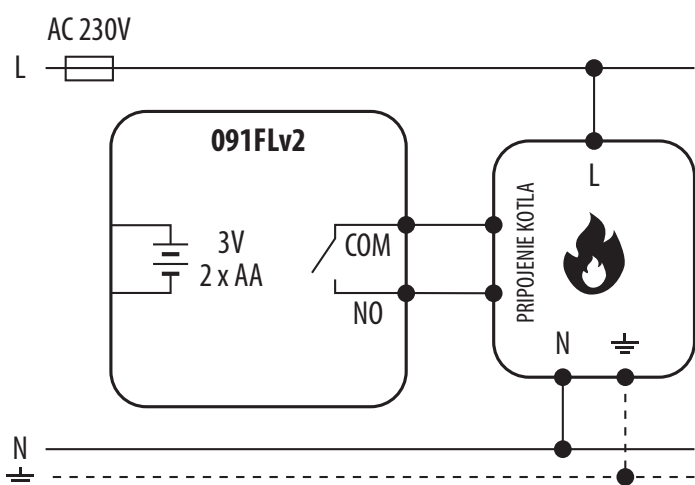 AC 230V
L
091FLv2
L
3V
2 x AA
COM
NO
PRIPOJENIE KOTLA
N
N